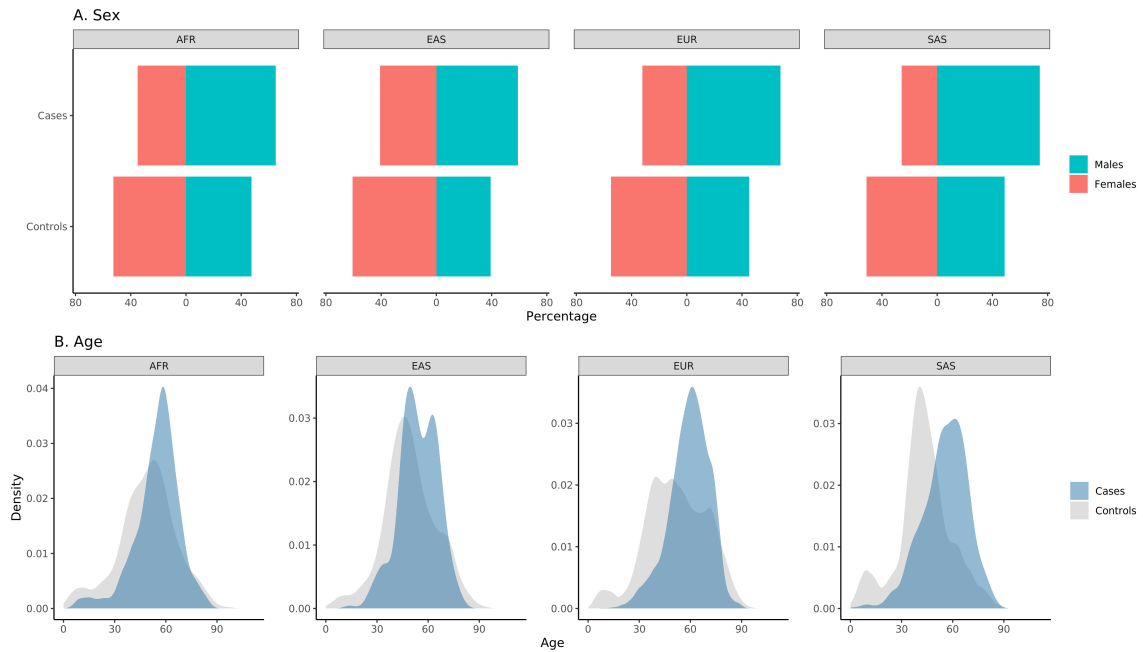 A. Sex
AFR EAS EUR SAS
Cases
Controls
Males
Females
80 40 0 40 80 80 40 0 40 80 80 40 0 40 80 80 40 0 40 80
Percentage
B. Age
AFR EAS EUR SAS
0.04
0.03
0.02
0.01
0.00
0.03
0.02
0.01
0.00
0.03
0.02
0.01
0.00
0.03
0.02
0.01
0.00
Density
Cases
Controls
0 30 60 90 0 30 60 90 0 30 60 90 0 30 60 90
Age